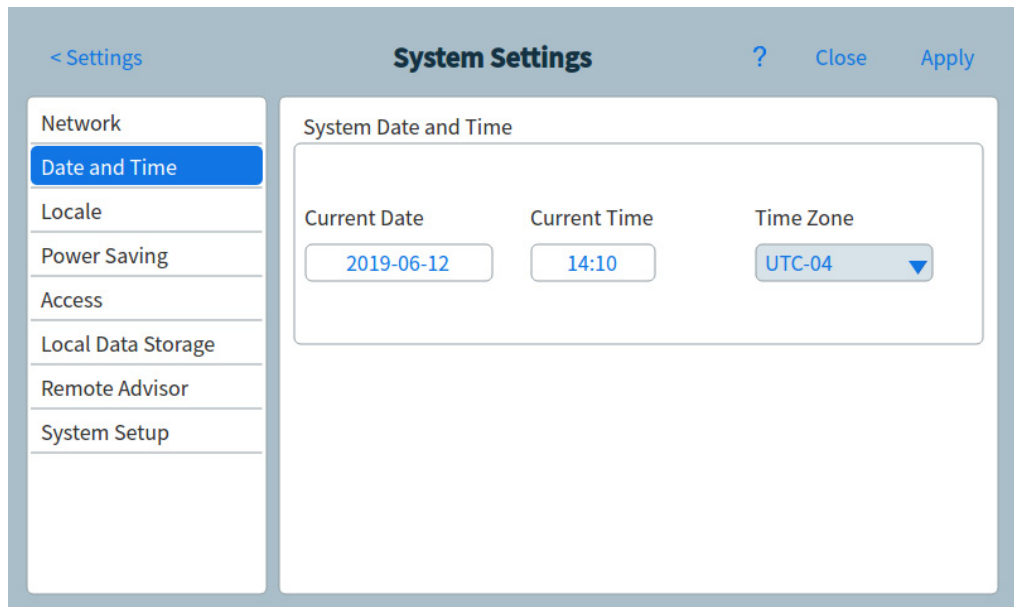 < Settings System Settings ? Close Apply
Network
Date and Time
Locale
Power Saving
Access
Local Data Storage
Remote Advisor
System Setup
System Date and Time
Current Date Current Time Time Zone
2019-06-12 14:10 UTC-04